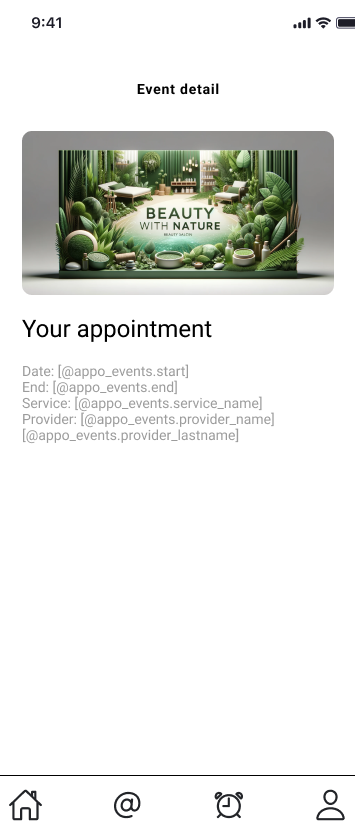 9:41
Event detail
BEAUTY
WITH NATURE
BEAUTY SALON
Your appointment
Date: [@appo_events.start]
End: [@appo_events.end]
Service: [@appo_events.service_name]
Provider: [@appo_events.provider_name]
[@appo_events.provider_lastname]